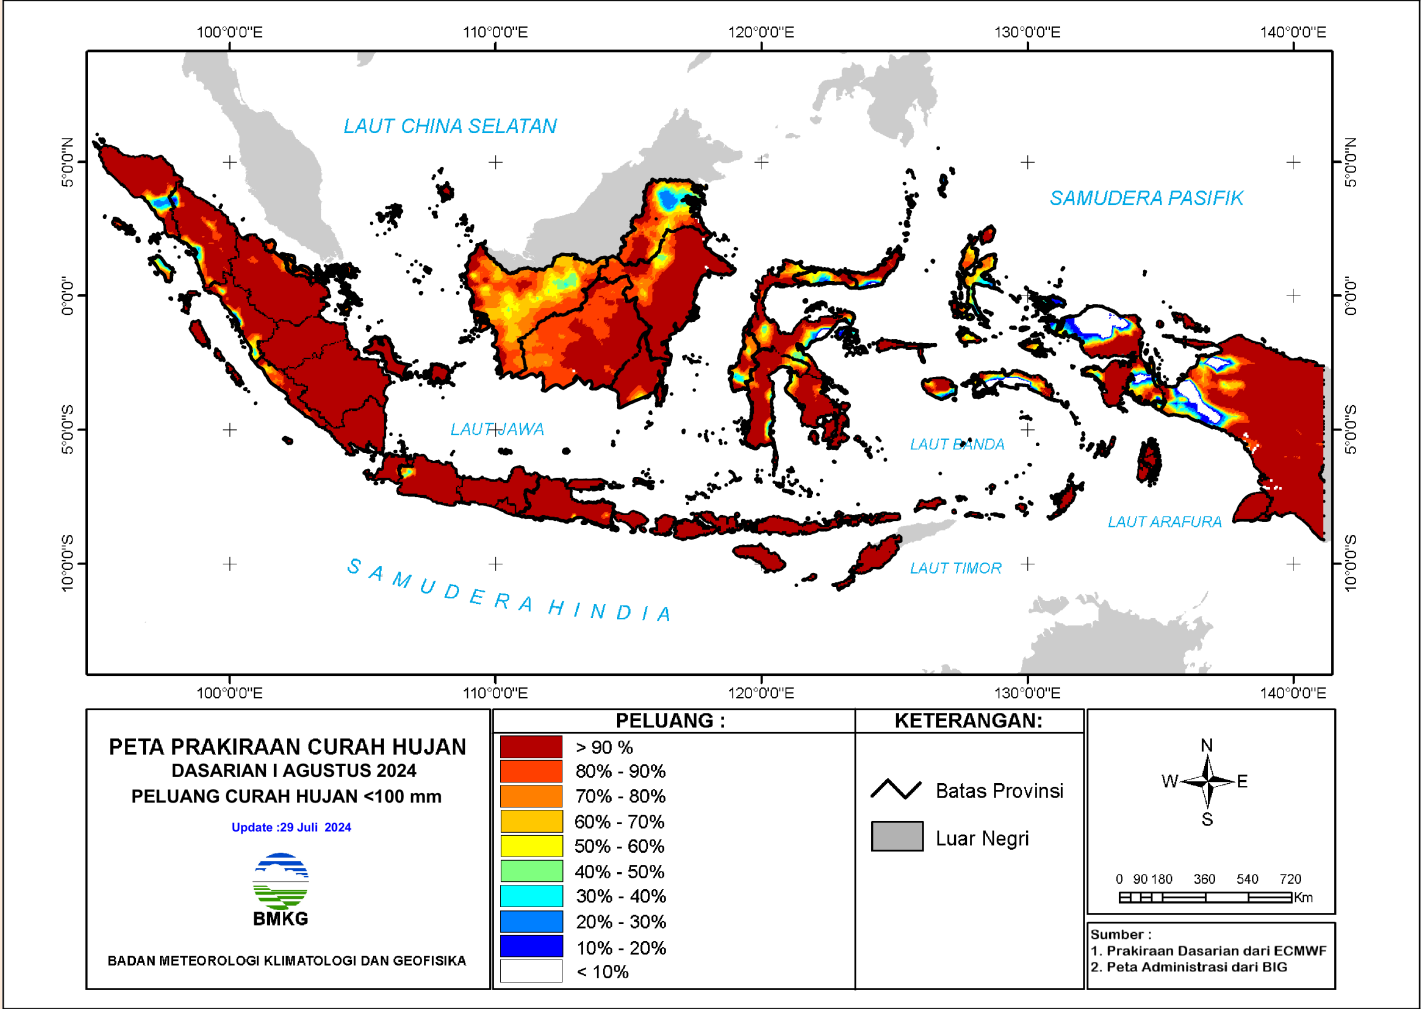 100°0'0"E 110°0'0"E 120°0'0"E 130°0'0"E 140°0'0"E
5°0'0"N 5°0'0"N
LAUT CHINA SELATAN
SAMUDERA PASIFIK
0°0'0" 0°0'0"
LAUT JAWA
LAUT BANDA
5°0'0"S 5°0'0"S
LAUT ARAFURA
LAUT TIMOR
10°0'0"S 10°0'0"S
SAMUDERA HINDIA
100°0'0"E 110°0'0"E 120°0'0"E 130°0'0"E 140°0'0"E
PETA PRAKIRAAN CURAH HUJAN
DASARIAN I AGUSTUS 2024
PELUANG CURAH HUJAN <100 mm
Update :29 Juli 2024
BMKG
BADAN METEOROLOGI KLIMATOLOGI DAN GEOFISIKA
PELUANG :
> 90 %
80% - 90%
70% - 80%
60% - 70%
50% - 60%
40% - 50%
30% - 40%
20% - 30%
10% - 20%
< 10%
KETERANGAN:
Batas Provinsi
Luar Negri
N
W E
S
0 90 180 360 540 720
Km
Sumber :
1. Prakiraan Dasarian dari ECMWF
2. Peta Administrasi dari BIG